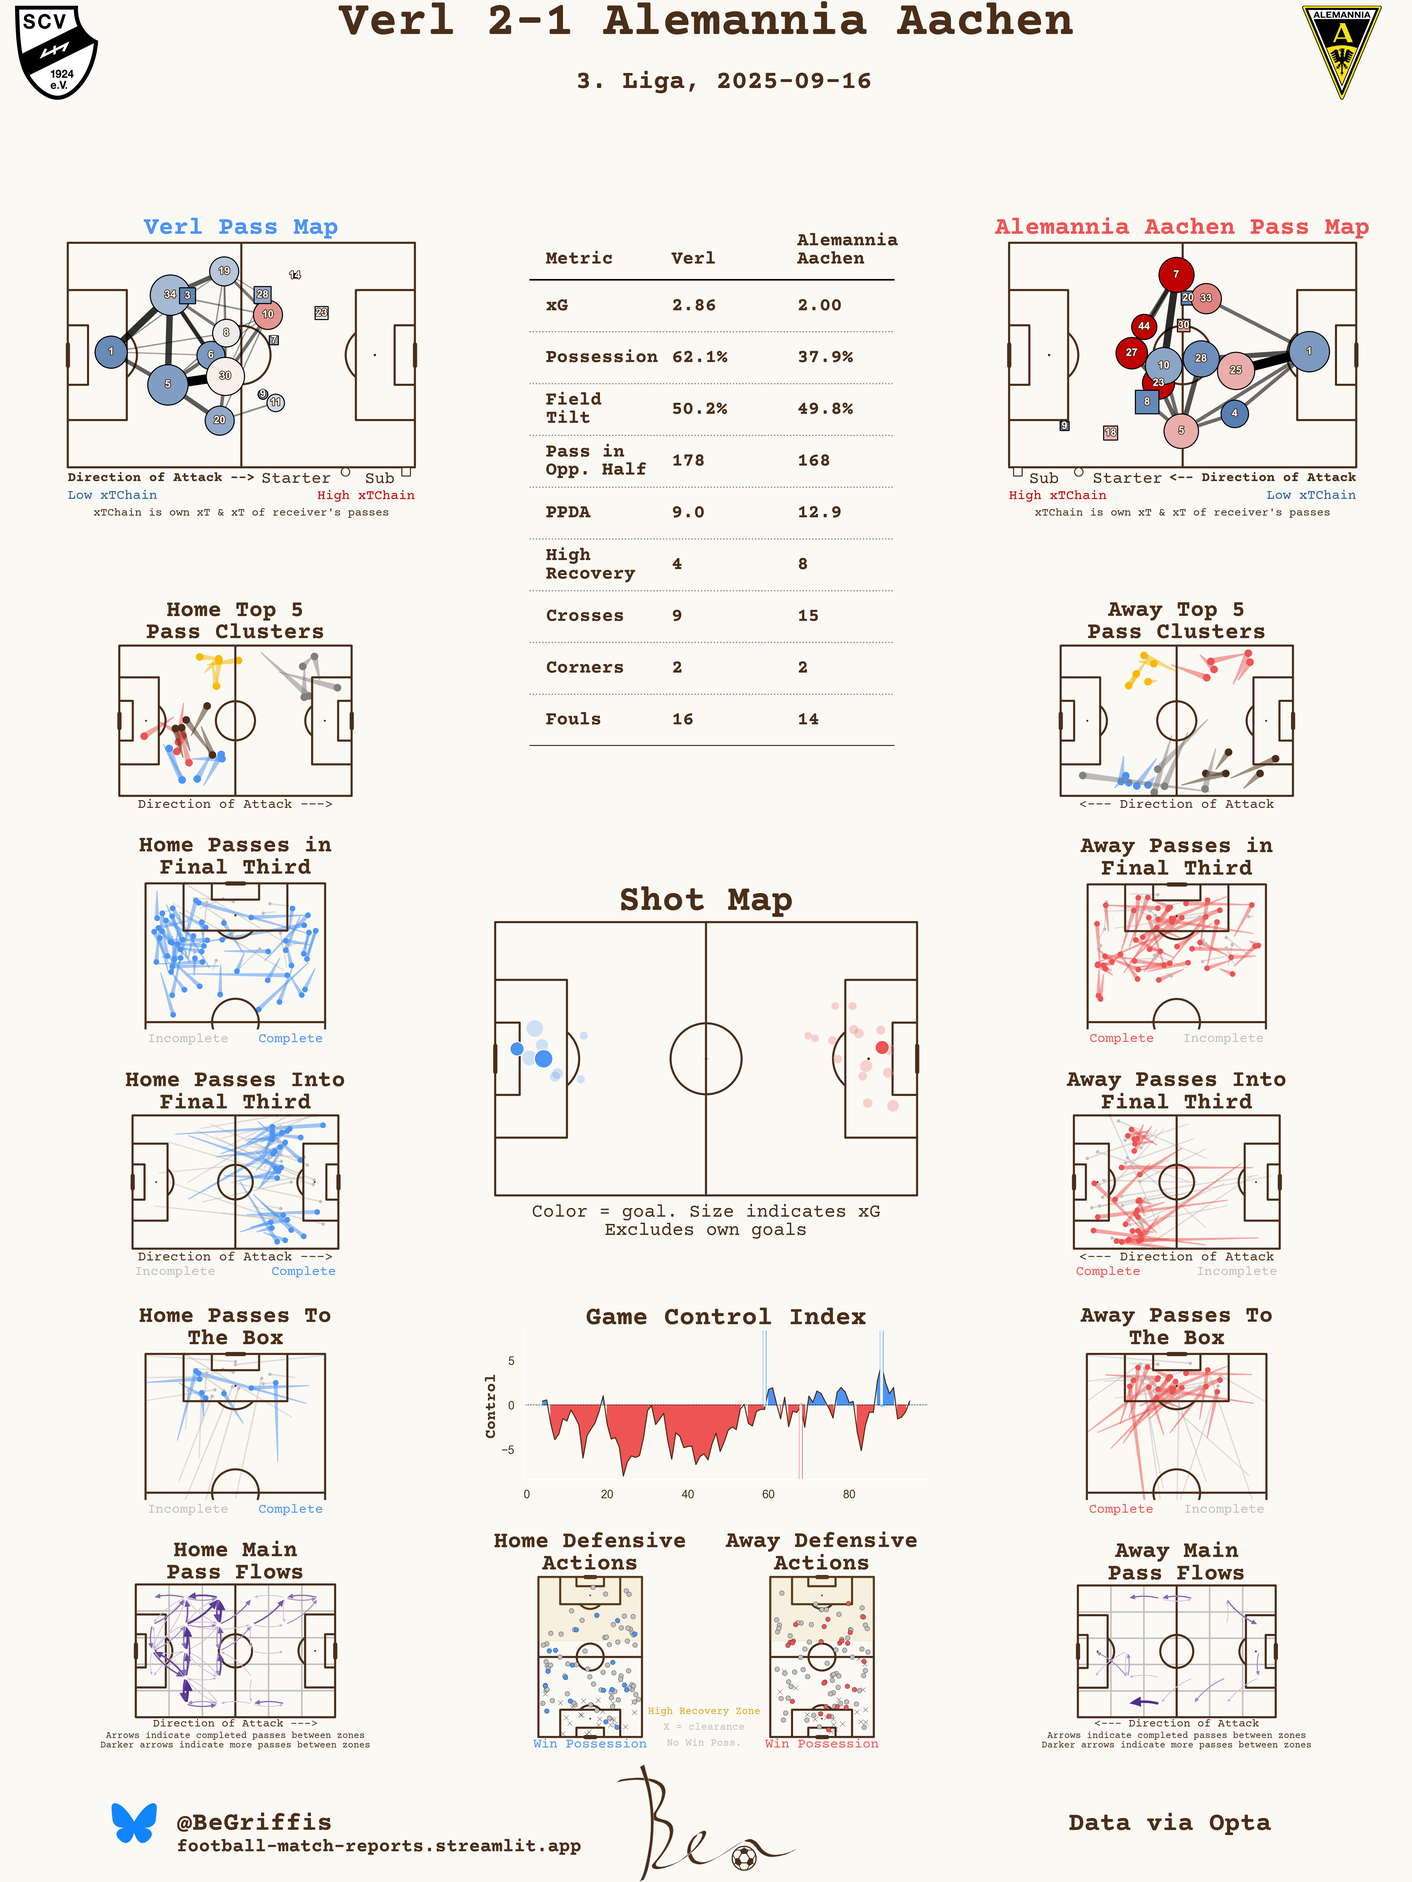 Verl 2-1 Alemannia Aachen
3. Liga, 2025-09-16
SCV
1924
e.V.
ALEMANNIA
A
Verl Pass Map
19
14
34
3
28
10
23
8
7
1
6
30
5
9
11
20
Direction of Attack --> Starter Sub
Low xTChain High xTChain
xTChain is own xT & xT of receiver's passes
Metric Verl Alemannia Aachen
xG 2.86 2.00
Possession 62.1% 37.9%
Field Tilt 50.2% 49.8%
Pass in Opp. Half 178 168
PPDA 9.0 12.9
High Recovery 4 8
Crosses 9 15
Corners 2 2
Fouls 16 14
Alemannia Aachen Pass Map
7
20
33
44
30
27
10
28
1
25
23
8
4
9
18
5
Sub Starter <-- Direction of Attack
High xTChain Low xTChain
xTChain is own xT & xT of receiver's passes
Home Top 5
Pass Clusters
Direction of Attack --->
Away Top 5
Pass Clusters
<--- Direction of Attack
Home Passes in
Final Third
Incomplete Complete
Away Passes in
Final Third
Complete Incomplete
Shot Map
Color = goal. Size indicates xG
Excludes own goals
Home Passes Into
Final Third
Direction of Attack --->
Incomplete Complete
Away Passes Into
Final Third
<--- Direction of Attack
Complete Incomplete
Home Passes To
The Box
Incomplete Complete
Game Control Index
Control
5
0
−5
0 20 40 60 80
Away Passes To
The Box
Complete Incomplete
Home Main
Pass Flows
Direction of Attack --->
Arrows indicate completed passes between zones
Darker arrows indicate more passes between zones
Home Defensive
Actions
Win Possession
High Recovery Zone
X = clearance
No Win Poss.
Away Defensive
Actions
Win Possession
Away Main
Pass Flows
<--- Direction of Attack
Arrows indicate completed passes between zones
Darker arrows indicate more passes between zones
@BeGriffis
football-match-reports.streamlit.app
Ben
Data via Opta